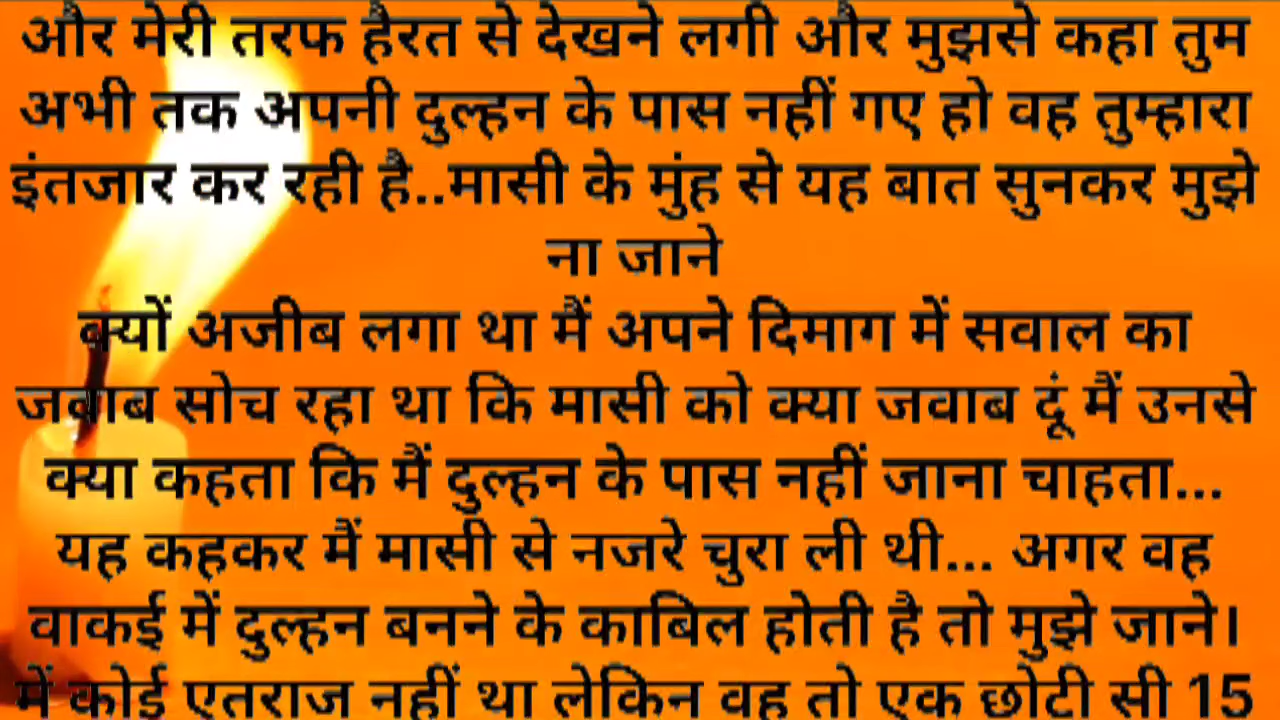 और मेरी तरफ हैरत से देखने लगी और मुझसे कहा तुम
अभी तक अपनी दुल्हन के पास नहीं गए हो वह तुम्हारा
इंतजार कर रही है..मासी के मुंह से यह बात सुनकर मुझे
ना जाने
क्यों अजीब लगा था मैं अपने दिमाग में सवाल का
जवाब सोच रहा था कि मासी को क्या जवाब दूं मैं उनसे
क्या कहता कि मैं दुल्हन के पास नहीं जाना चाहता...
यह कहकर मैं मासी से नजरे चुरा ली थी... अगर वह
वाकई में दुल्हन बनने के काबिल होती है तो मुझे जाने।
में कोई एतराज नहीं था लेकिन वह तो एक छोटी सी 15